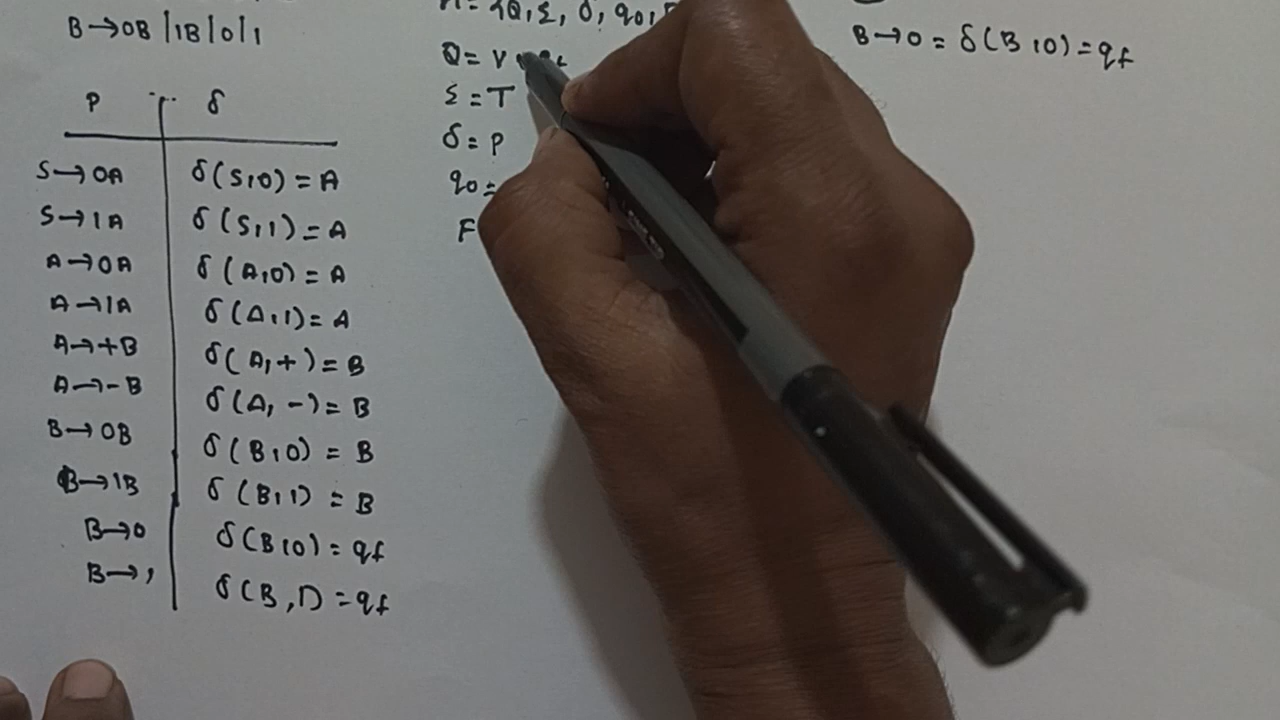 B→0B|1B|0|1
P δ
S→0A δ(S,0)=A
S→1A δ(S,1)=A
A→0A δ(A,0)=A
A→1A δ(A,1)=A
A→+B δ(A,+)=B
A→-B δ(A,-)=B
B→0B δ(B,0)=B
B→1B δ(B,1)=B
B→0 δ(B,0)=qf
B→1 δ(B,1)=qf
Q=V
Σ=T
δ=P
q0=
F
B→0=δ(B,0)=qf